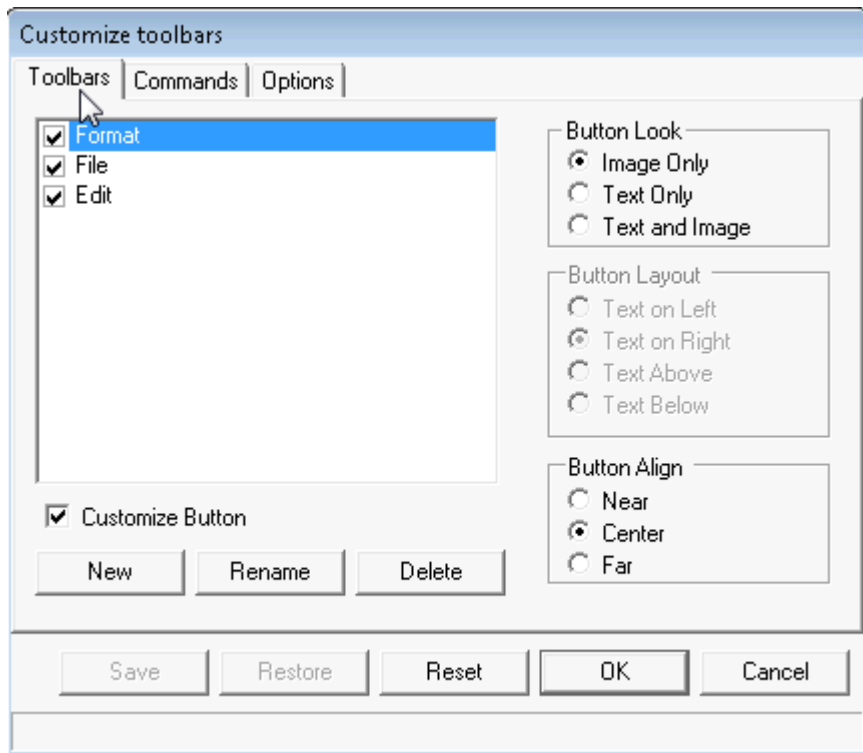 Customize toolbars
Toolbars Commands Options
Format
File
Edit
Customize Button
New Rename Delete
Button Look
Image Only
Text Only
Text and Image
Button Layout
Text on Left
Text on Right
Text Above
Text Below
Button Align
Near
Center
Far
Save Restore Reset OK Cancel